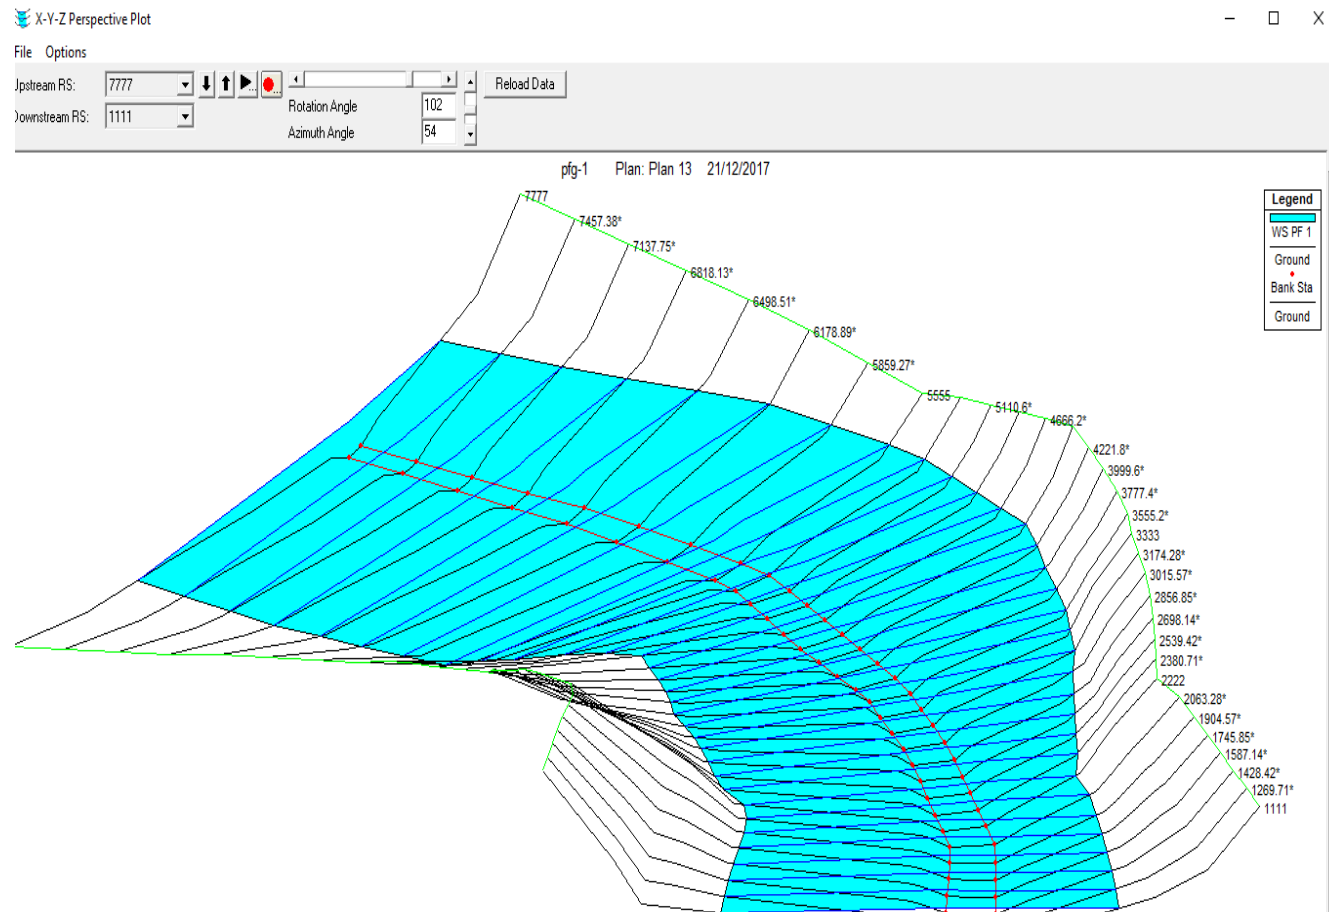 X-Y-Z Perspective Plot
File Options
Upstream RS: 7777
Downstream RS: 1111
Rotation Angle 102
Azimuth Angle 54
Reload Data
pfg-1 Plan: Plan 13 21/12/2017
Legend
WS PF 1
Ground
Bank Sta
Ground
7777
7457.38*
7137.75*
6818.13*
6498.51*
6178.89*
5859.27*
5555
5110.6*
4666.2*
4221.8*
3999.6*
3777.4*
3555.2*
3333
3174.28*
3015.57*
2856.85*
2698.14*
2539.42*
2380.71*
2222
2063.28*
1904.57*
1745.85*
1587.14*
1428.42*
1269.71*
1111